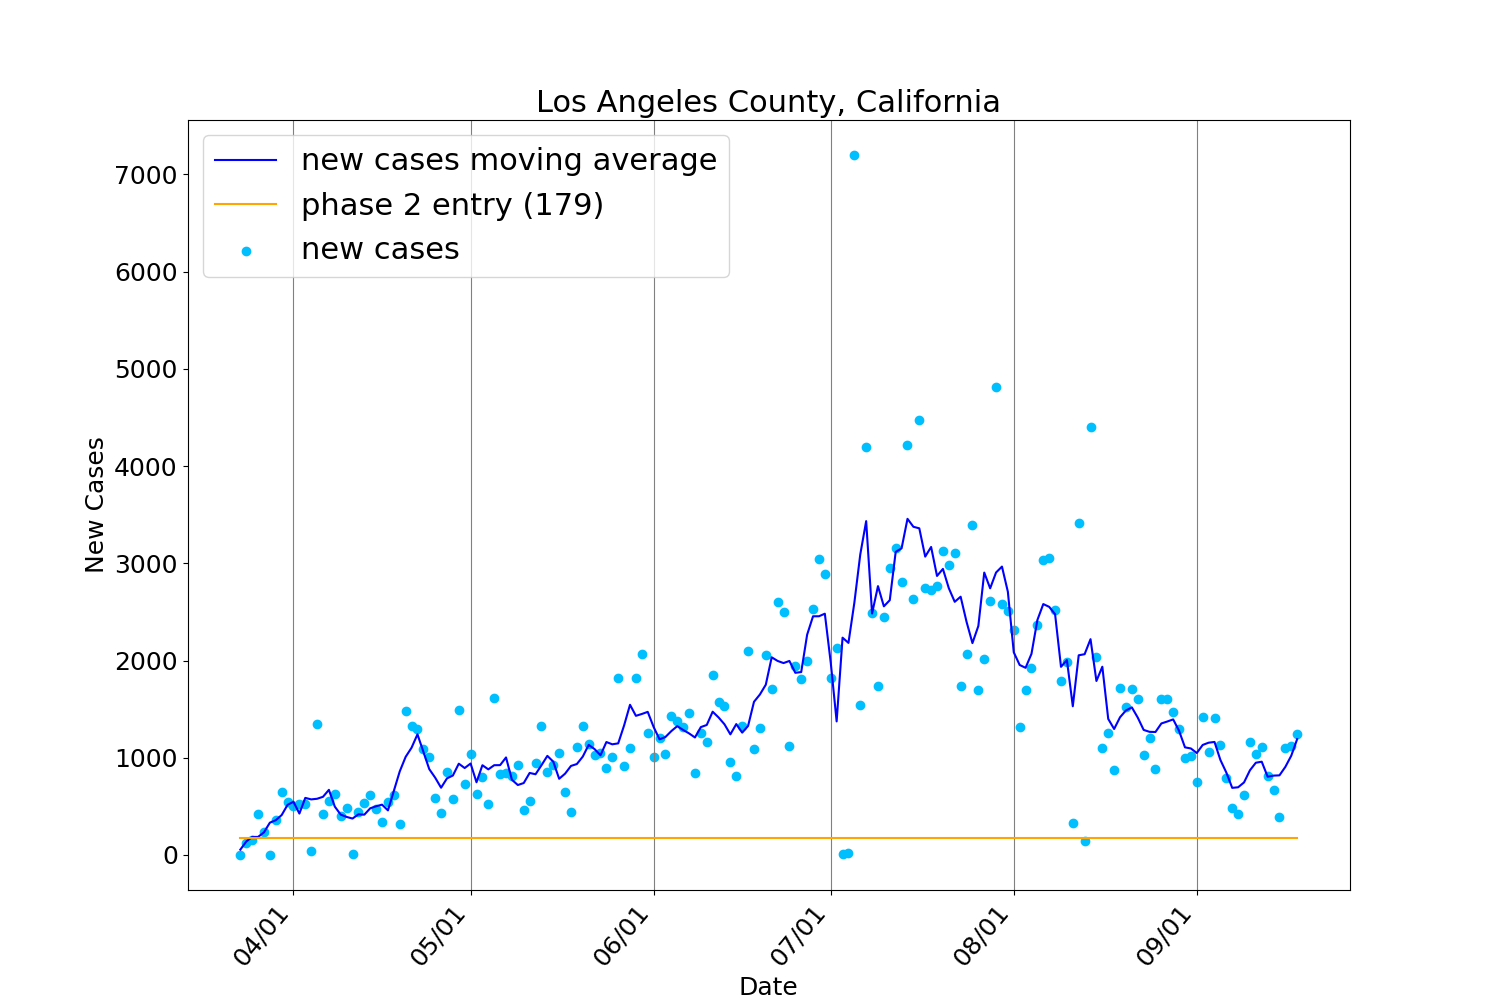 Los Angeles County, California
new cases moving average
phase 2 entry (179)
new cases
7000
6000
5000
4000
3000
2000
1000
0
New Cases
04/01
05/01
06/01
07/01
08/01
09/01
Date